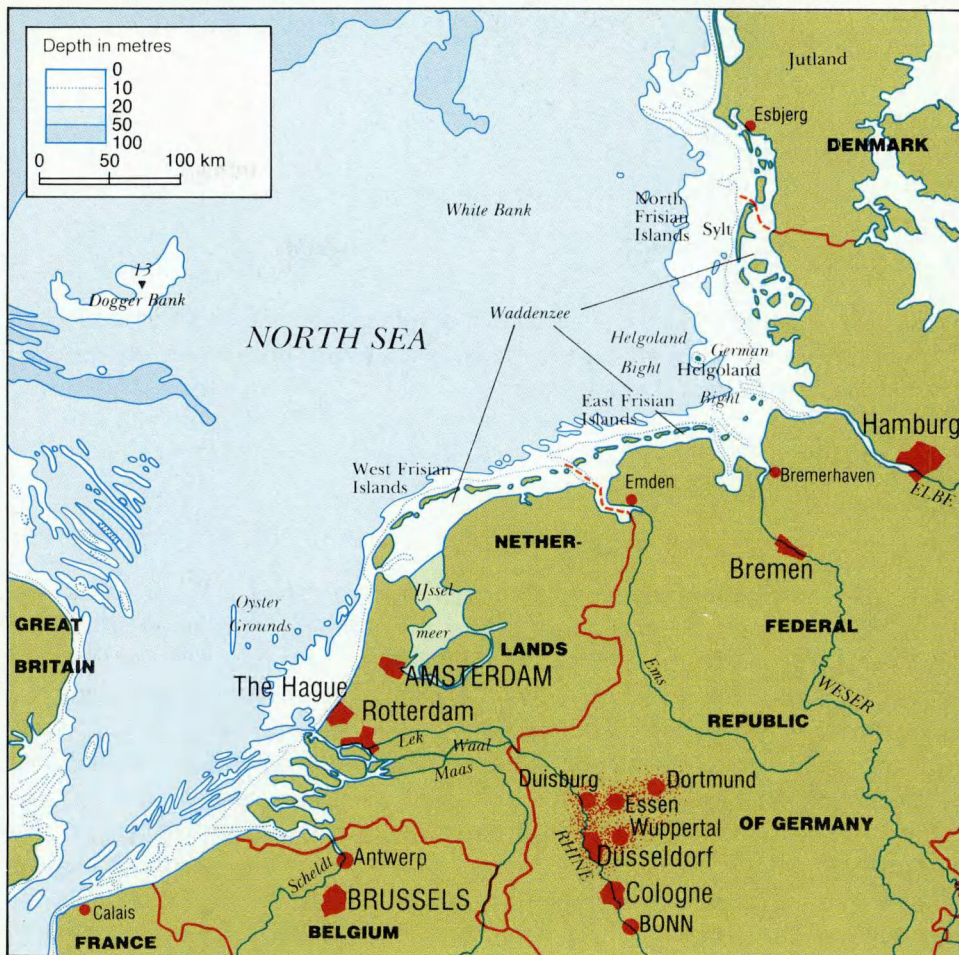 Depth in metres
0
10
20
50
100
0 50 100 km
Jutland
Esbjerg
DENMARK
North
Frisian
Islands
Sylt
White Bank
13
Dogger Bank
NORTH SEA
Waddenzee
Helgoland
Bight
German
Bight
Helgoland
East Frisian
Islands
Hamburg
ELBE
West Frisian
Islands
Emden
Bremerhaven
Bremen
NETHER-
LANDS
IJssel
meer
Oyster
Grounds
GREAT
BRITAIN
FEDERAL
REPUBLIC
OF GERMANY
Ems
WESER
AMSTERDAM
The Hague
Rotterdam
Lek
Waal
Maas
Duisburg
Dortmund
Essen
Wuppertal
Düsseldorf
RHINE
Cologne
BONN
Antwerp
Scheldt
BRUSSELS
BELGIUM
Calais
FRANCE